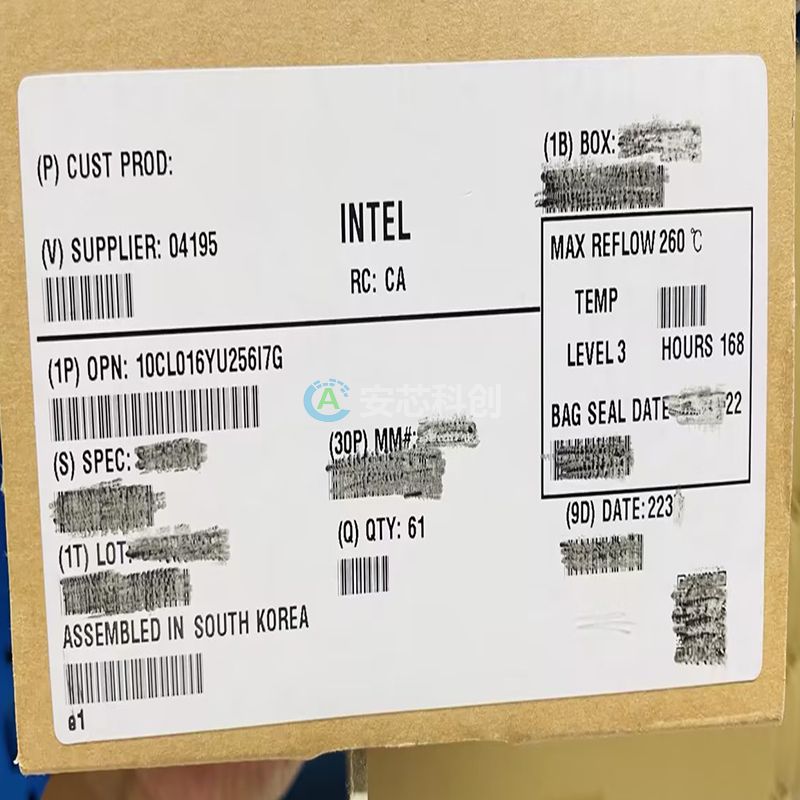 (P) CUST PROD:
(1B) BOX:
(V) SUPPLIER: 04195
INTEL
RC: CA
MAX REFLOW 260 ℃
TEMP
LEVEL 3 HOURS 168
BAG SEAL DATE 22
(1P) OPN: 10CL016YU256I7G
安芯科创
(S) SPEC:
(30P) MM#:
(1T) LOT:
(Q) QTY: 61
(9D) DATE: 223
ASSEMBLED IN SOUTH KOREA
e1